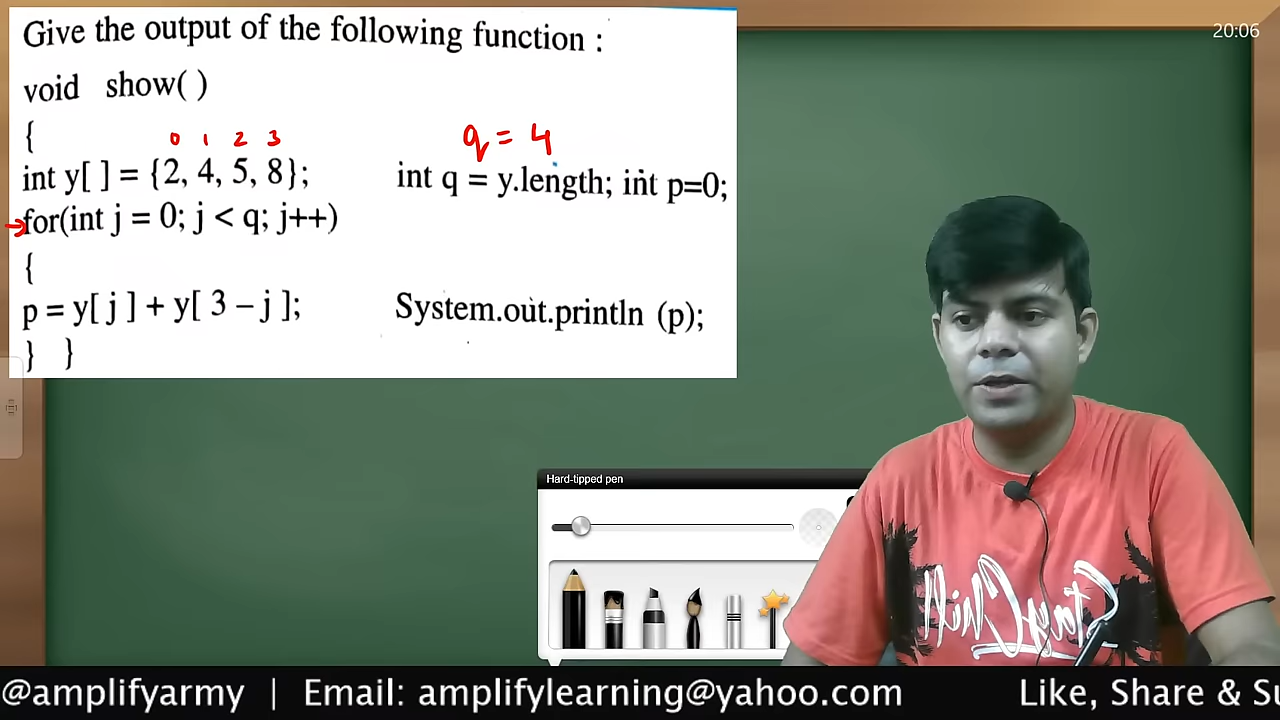 Give the output of the following function :
void show( )
{
0 1 2 3
q = 4
int y[ ] = {2, 4, 5, 8}; int q = y.length; int p=0;
→for(int j = 0; j < q; j++)
{
p = y[ j ] + y[ 3 – j ]; System.out.println (p);
} }
20:06
Hard-tipped pen
StayChill
@amplifyarmy | Email: amplifylearning@yahoo.com Like, Share & Su